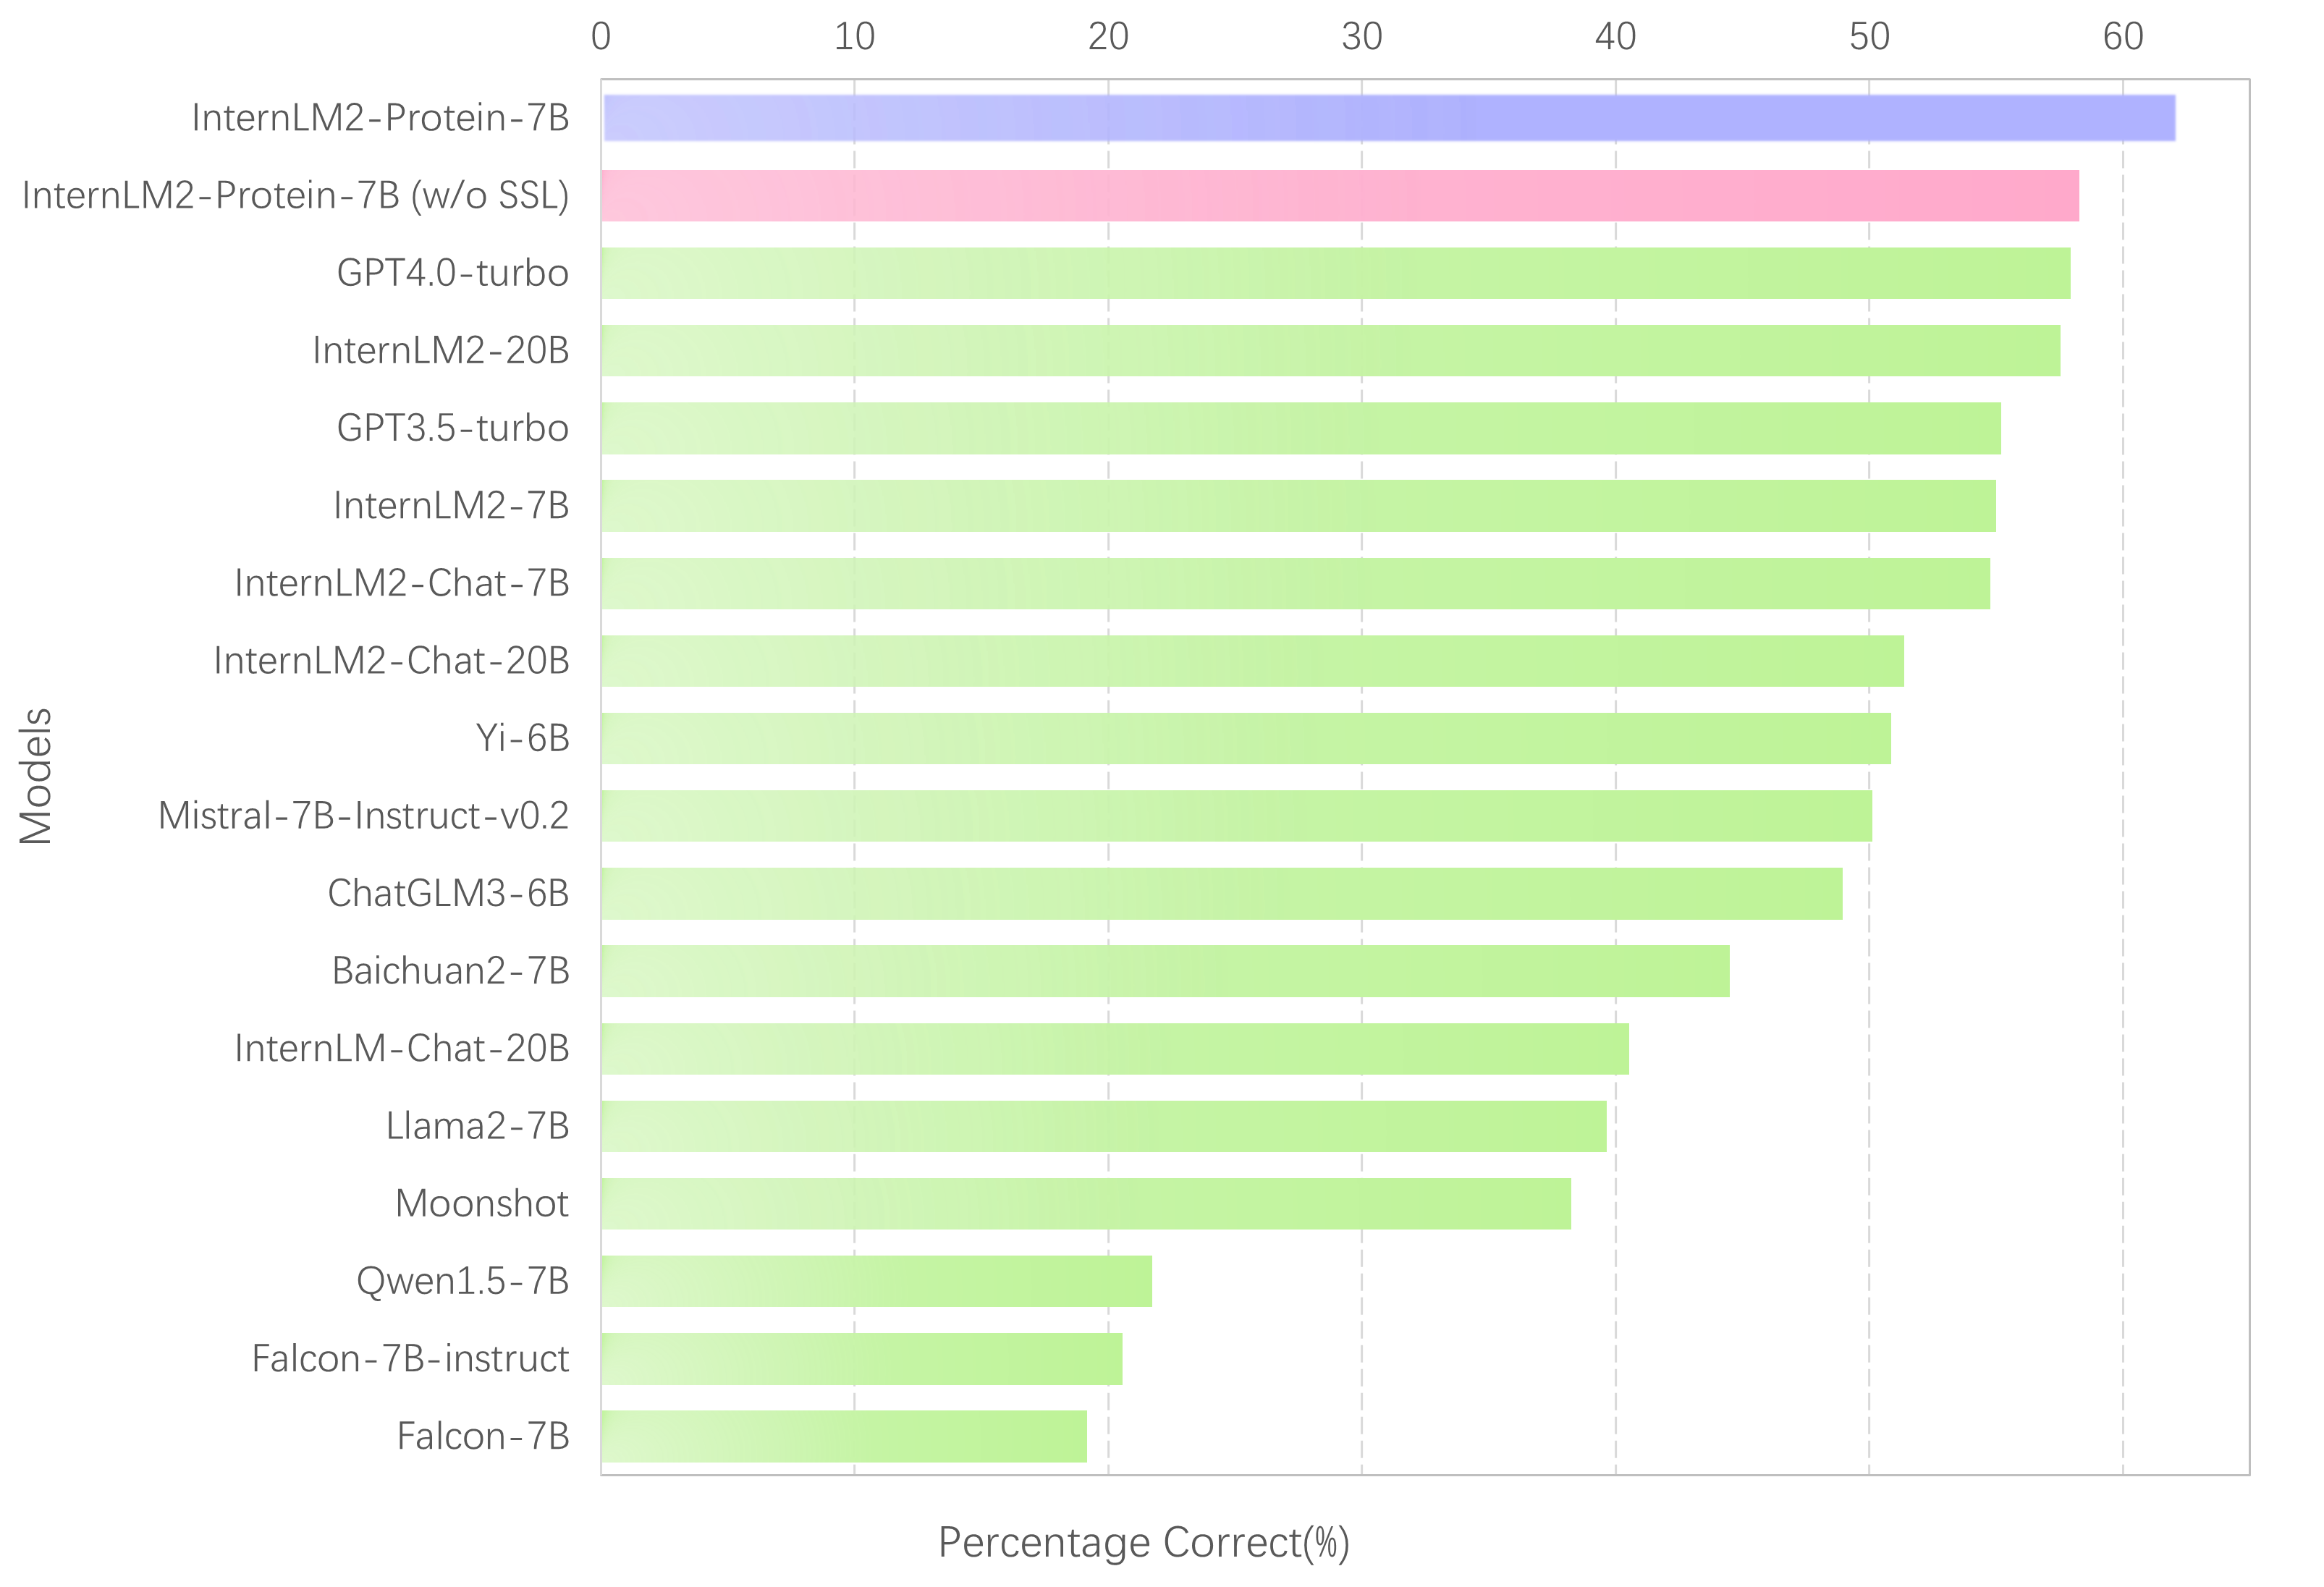 0 10 20 30 40 50 60
InternLM2-Protein-7B
InternLM2-Protein-7B (w/o SSL)
GPT4.0-turbo
InternLM2-20B
GPT3.5-turbo
InternLM2-7B
InternLM2-Chat-7B
InternLM2-Chat-20B
Yi-6B
Mistral-7B-Instruct-v0.2
ChatGLM3-6B
Baichuan2-7B
InternLM-Chat-20B
Llama2-7B
Moonshot
Qwen1.5-7B
Falcon-7B-instruct
Falcon-7B
Models
Percentage Correct(%)